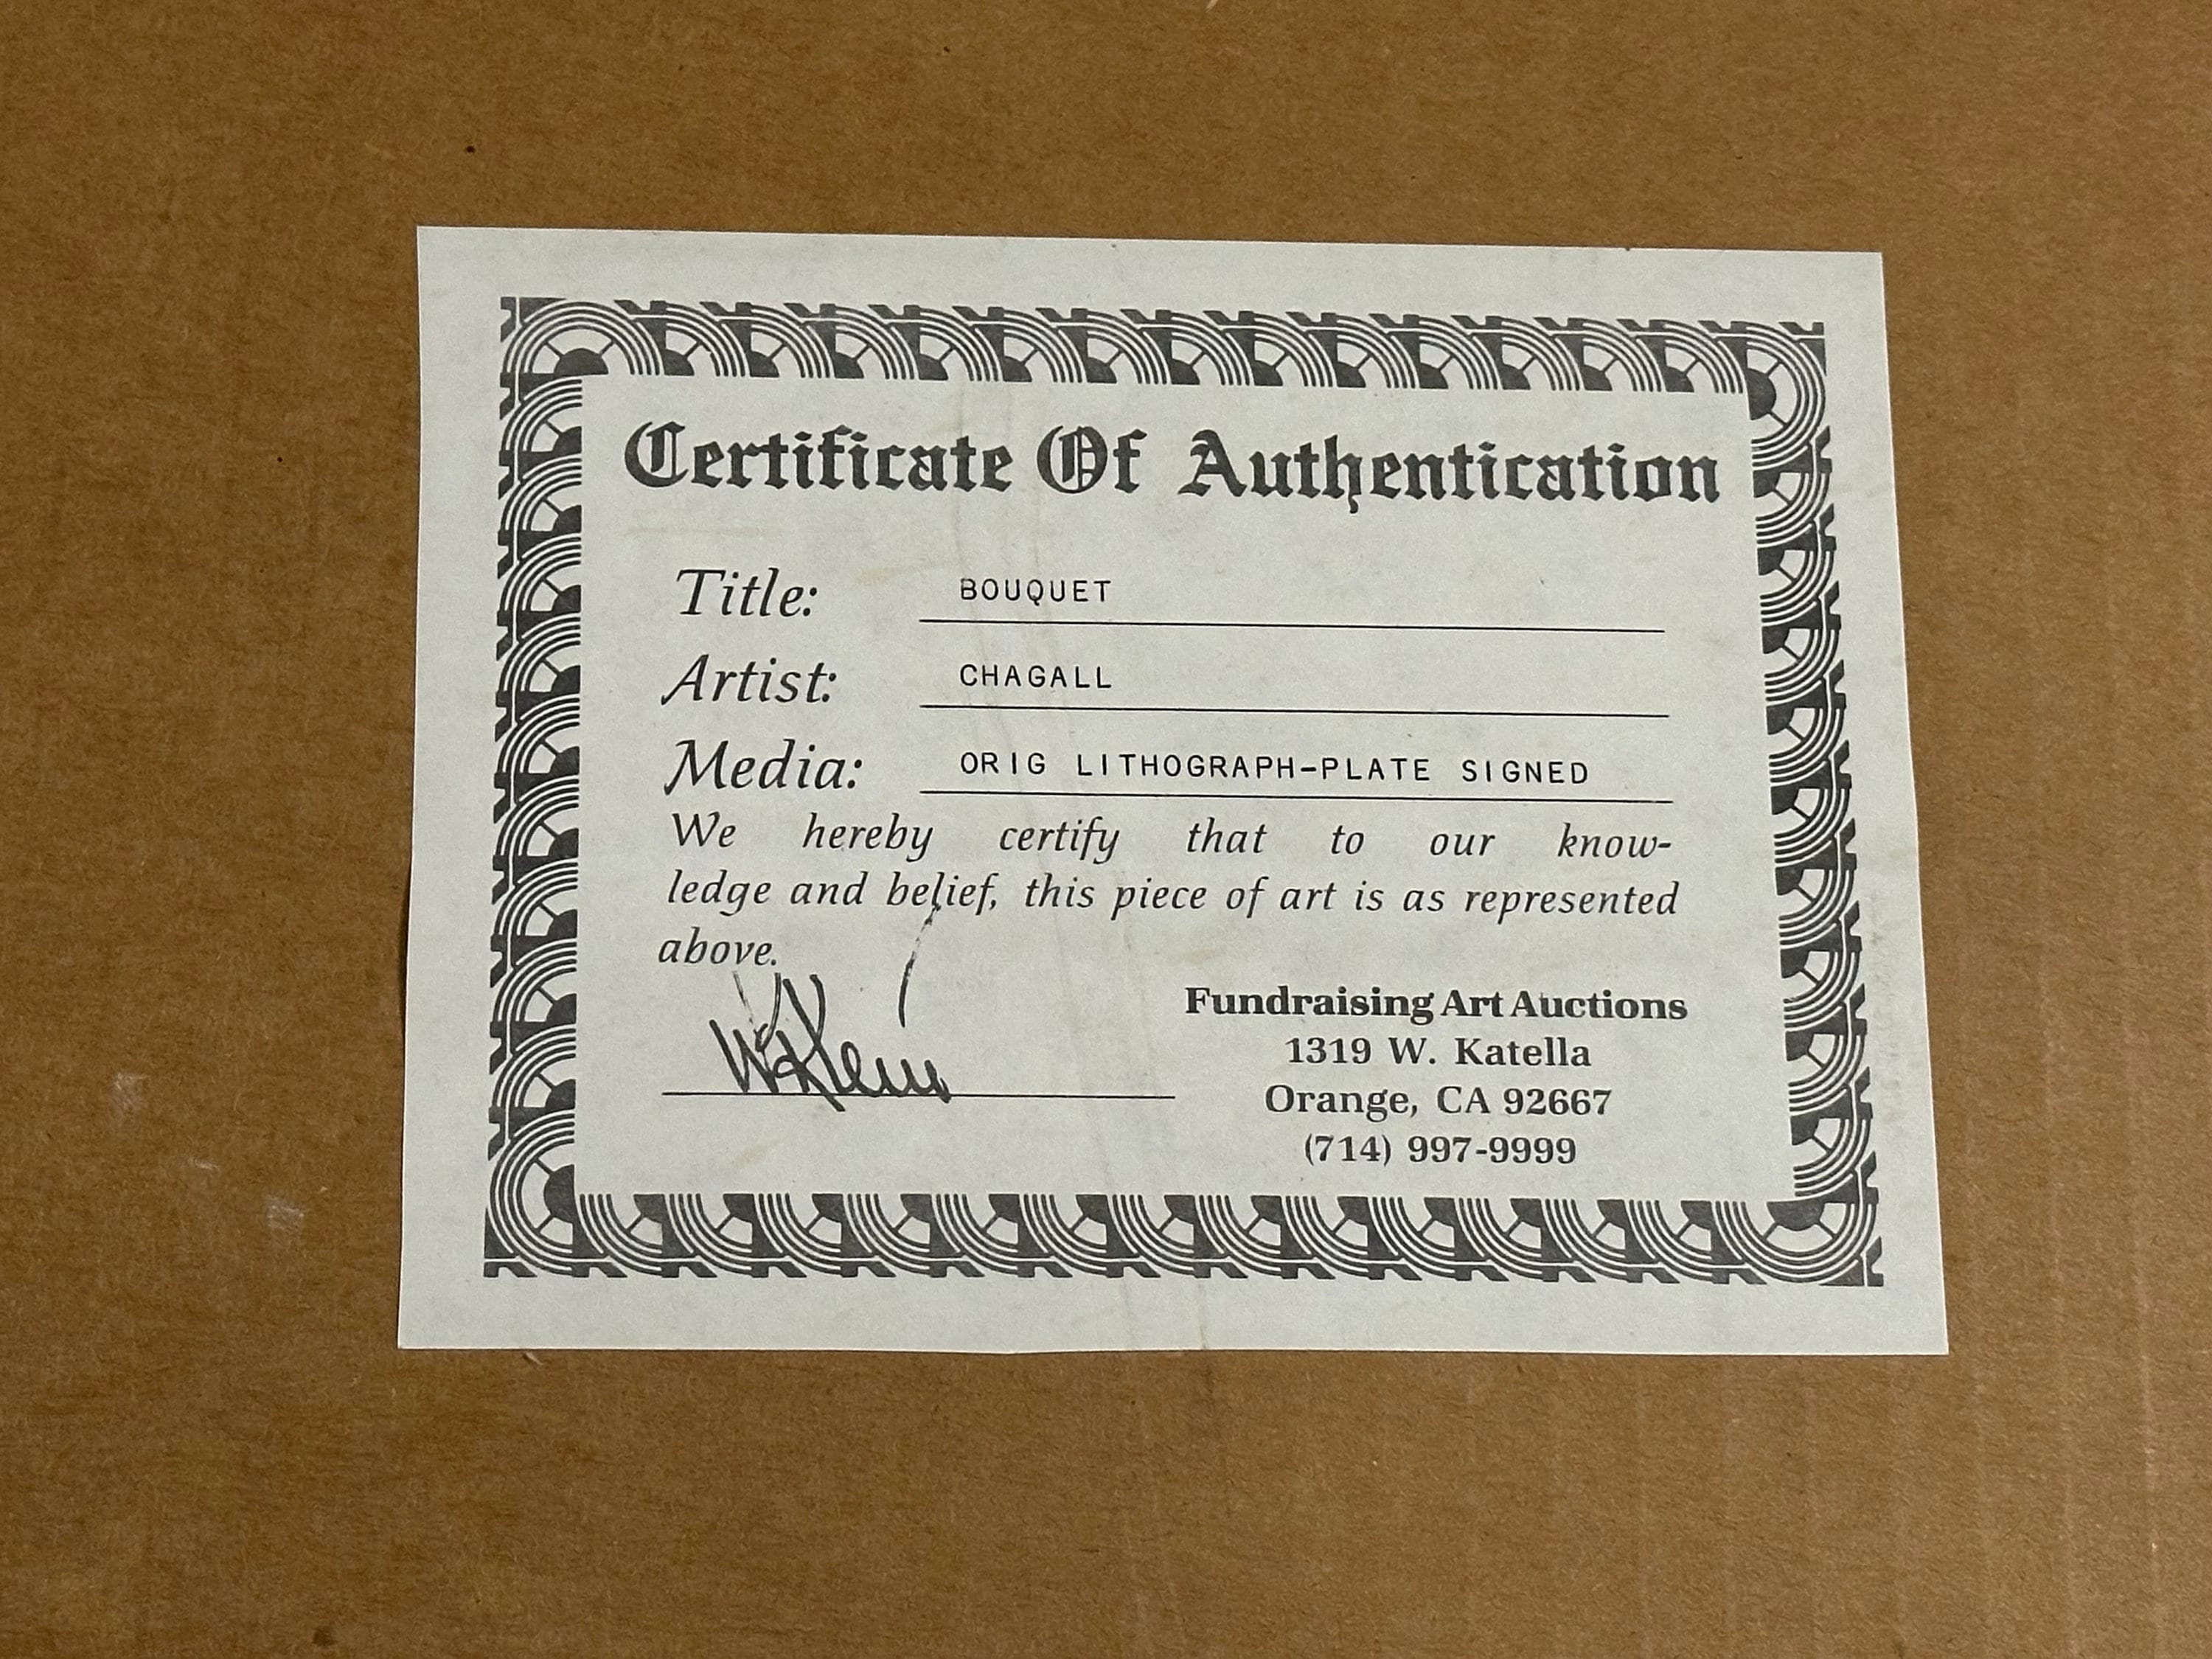 Certificate Of Authentication
Title: BOUQUET
Artist: CHAGALL
Media: ORIG LITHOGRAPH-PLATE SIGNED
We hereby certify that to our know-
ledge and belief, this piece of art is as represented
above.
Fundraising Art Auctions
1319 W. Katella
Orange, CA 92667
(714) 997-9999